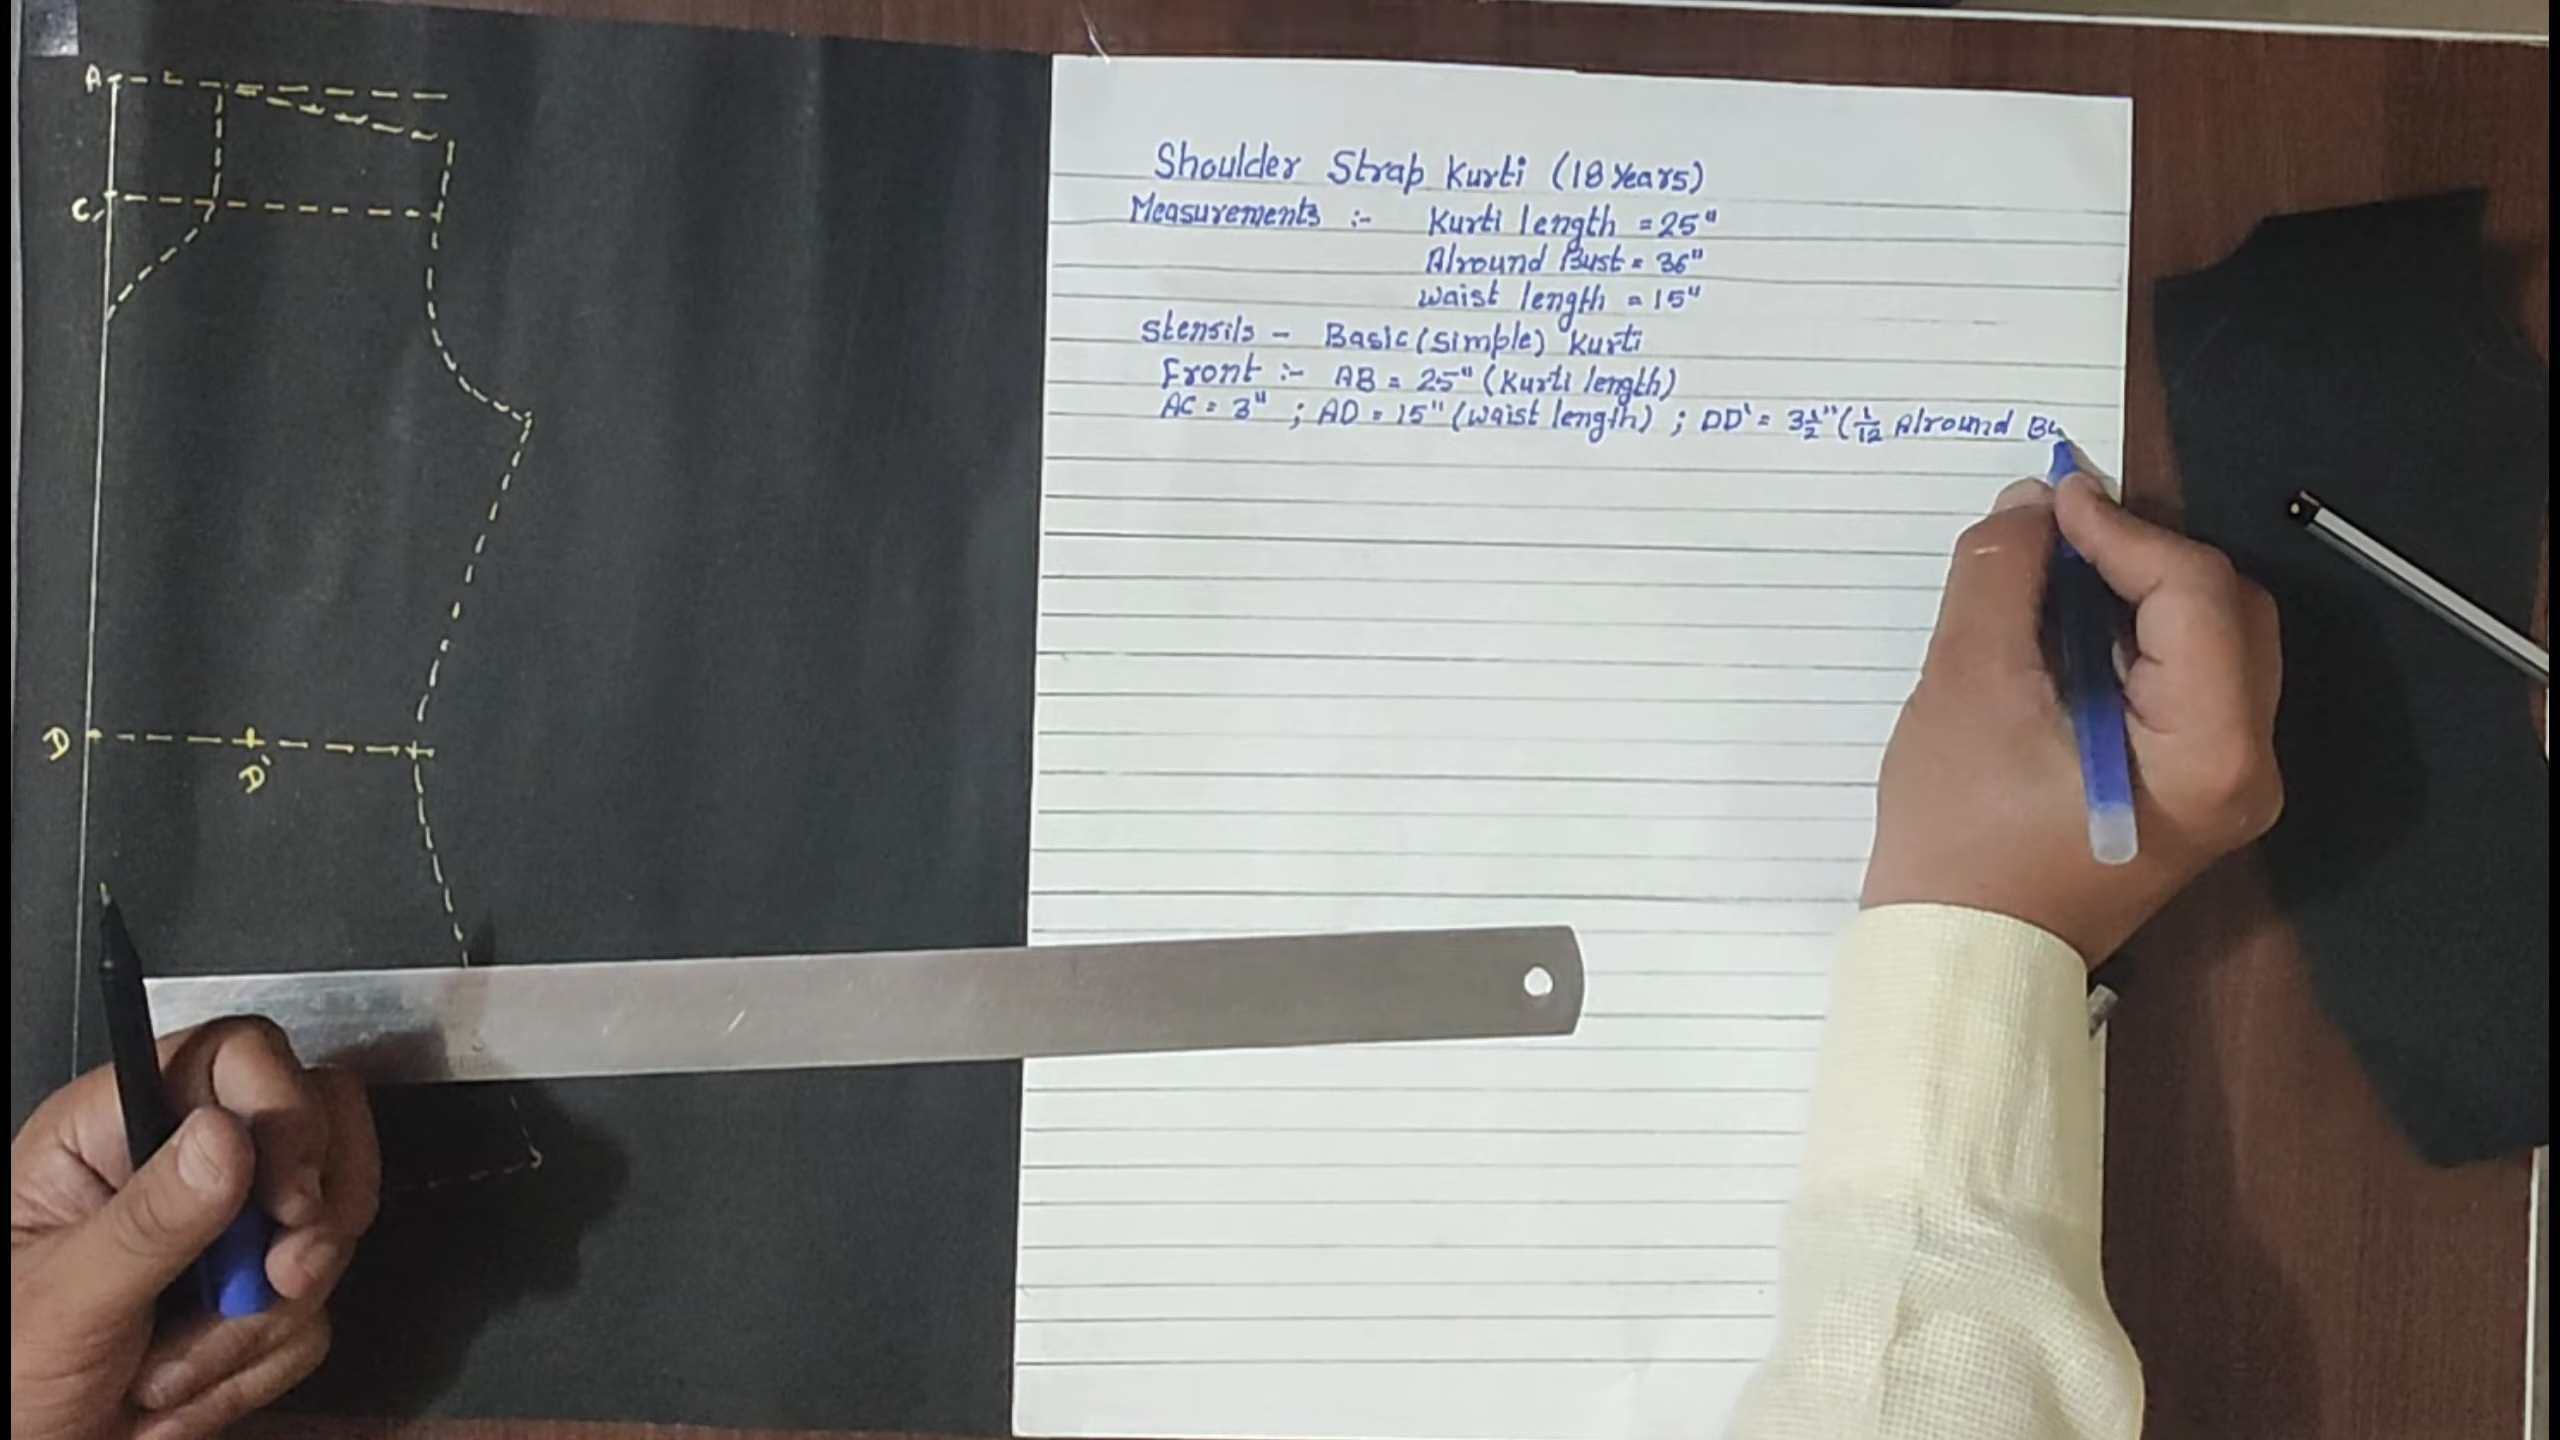 A
C
D
D'
Shoulder Strap Kurti (18 Years)
Measurements :- Kurti length = 25"
Alround Bust = 36"
Waist length = 15"
Stensils - Basic (simple) Kurti
Front :- AB = 25" (Kurti length)
AC = 3" ; AD = 15" (Waist length) ; DD' = 3½" (1/12 Alround Bu